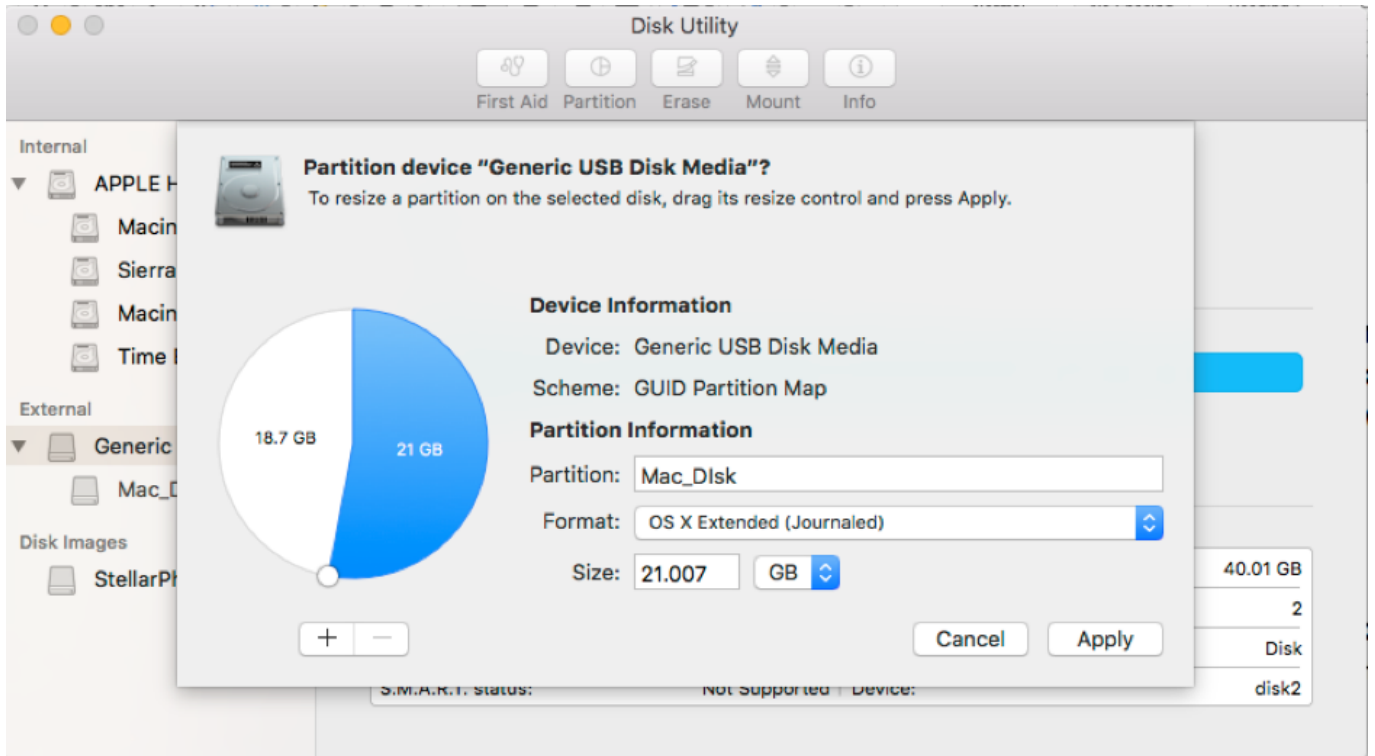 Disk Utility
First Aid Partition Erase Mount Info
Internal
APPLE H
Macin
Sierra
Macin
Time
External
Generic
Mac_D
Disk Images
StellarPh
Partition device “Generic USB Disk Media”?
To resize a partition on the selected disk, drag its resize control and press Apply.
18.7 GB
21 GB
Device Information
Device: Generic USB Disk Media
Scheme: GUID Partition Map
Partition Information
Partition: Mac_DIsk
Format: OS X Extended (Journaled)
Size: 21.007 GB
+ −
Cancel Apply
40.01 GB
2
Disk
S.M.A.R.T. status: Not Supported Device: disk2